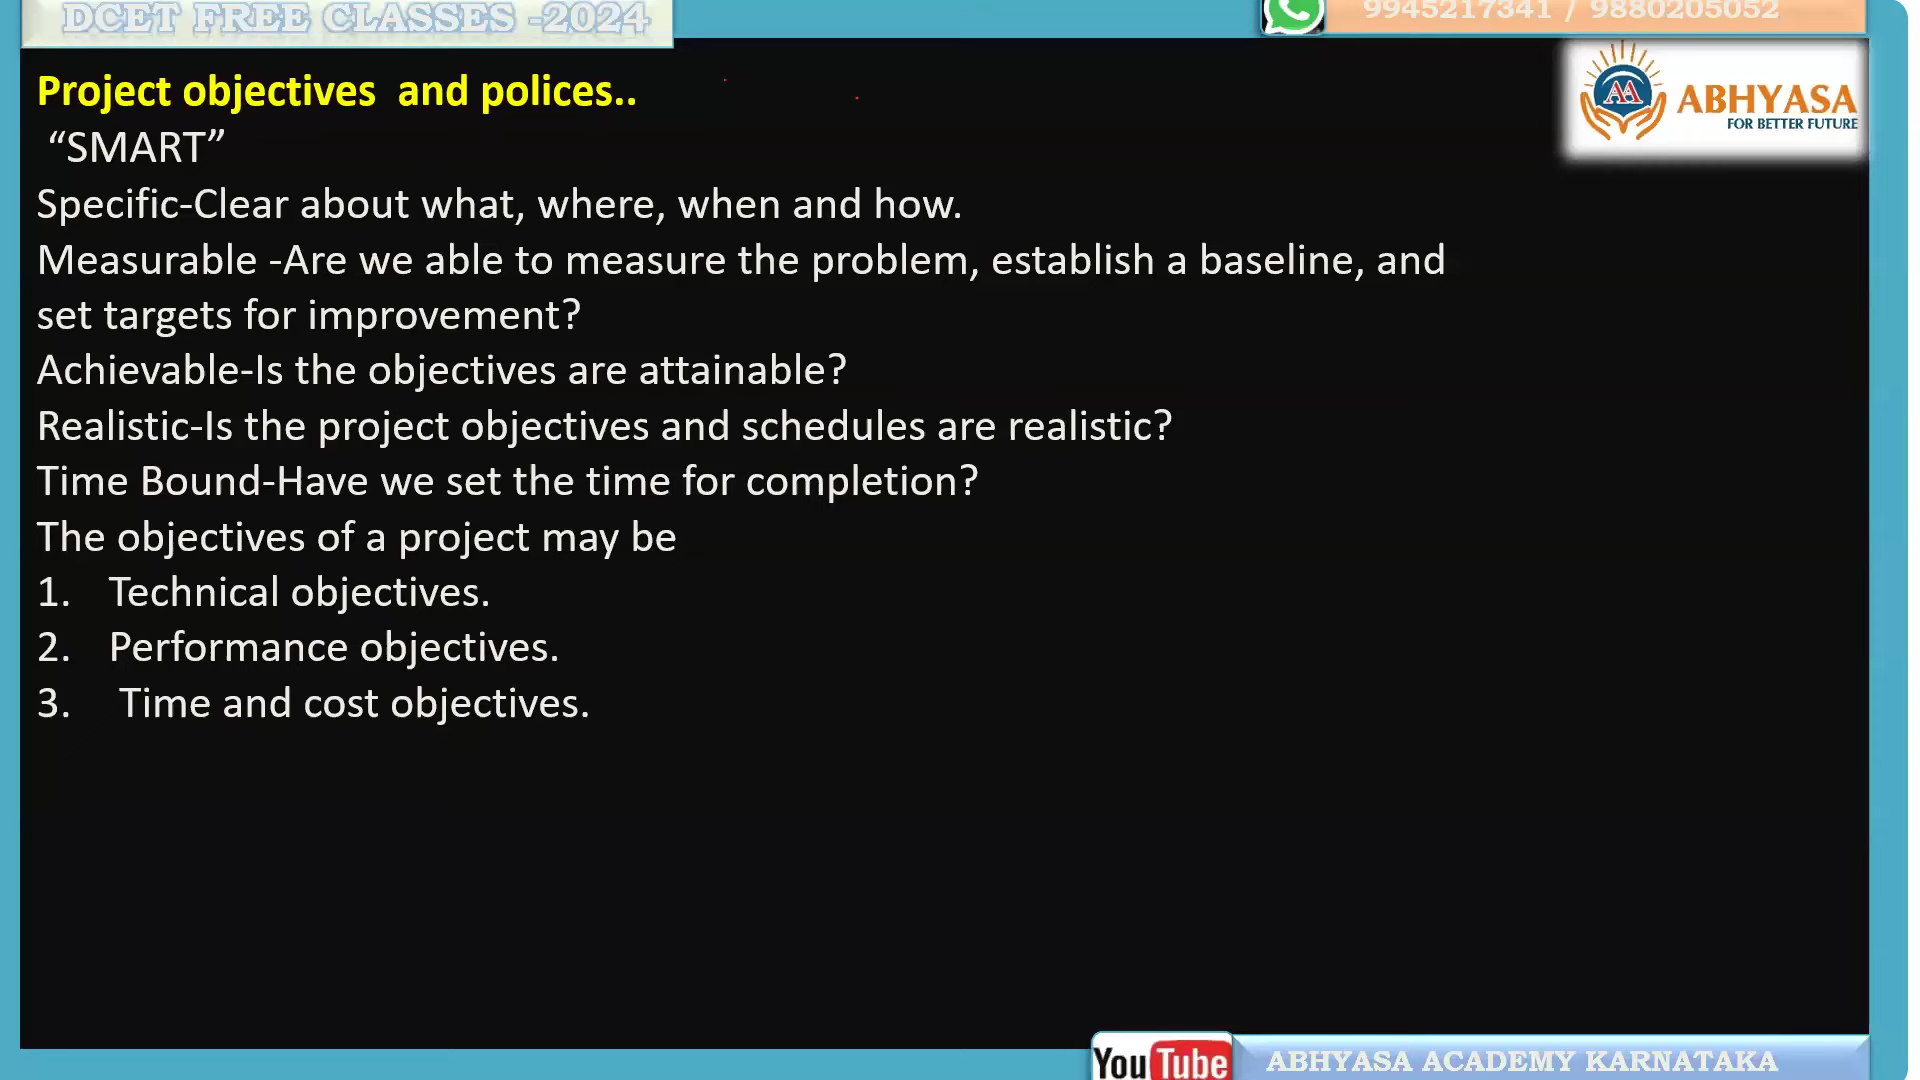 DCET FREE CLASSES -2024
9945217341 / 9880205052
ABHYASA
FOR BETTER FUTURE
Project objectives  and polices..
“SMART”
Specific-Clear about what, where, when and how.
Measurable -Are we able to measure the problem, establish a baseline, and
set targets for improvement?
Achievable-Is the objectives are attainable?
Realistic-Is the project objectives and schedules are realistic?
Time Bound-Have we set the time for completion?
The objectives of a project may be
1. Technical objectives.
2. Performance objectives.
3. Time and cost objectives.
YouTube
ABHYASA ACADEMY KARNATAKA